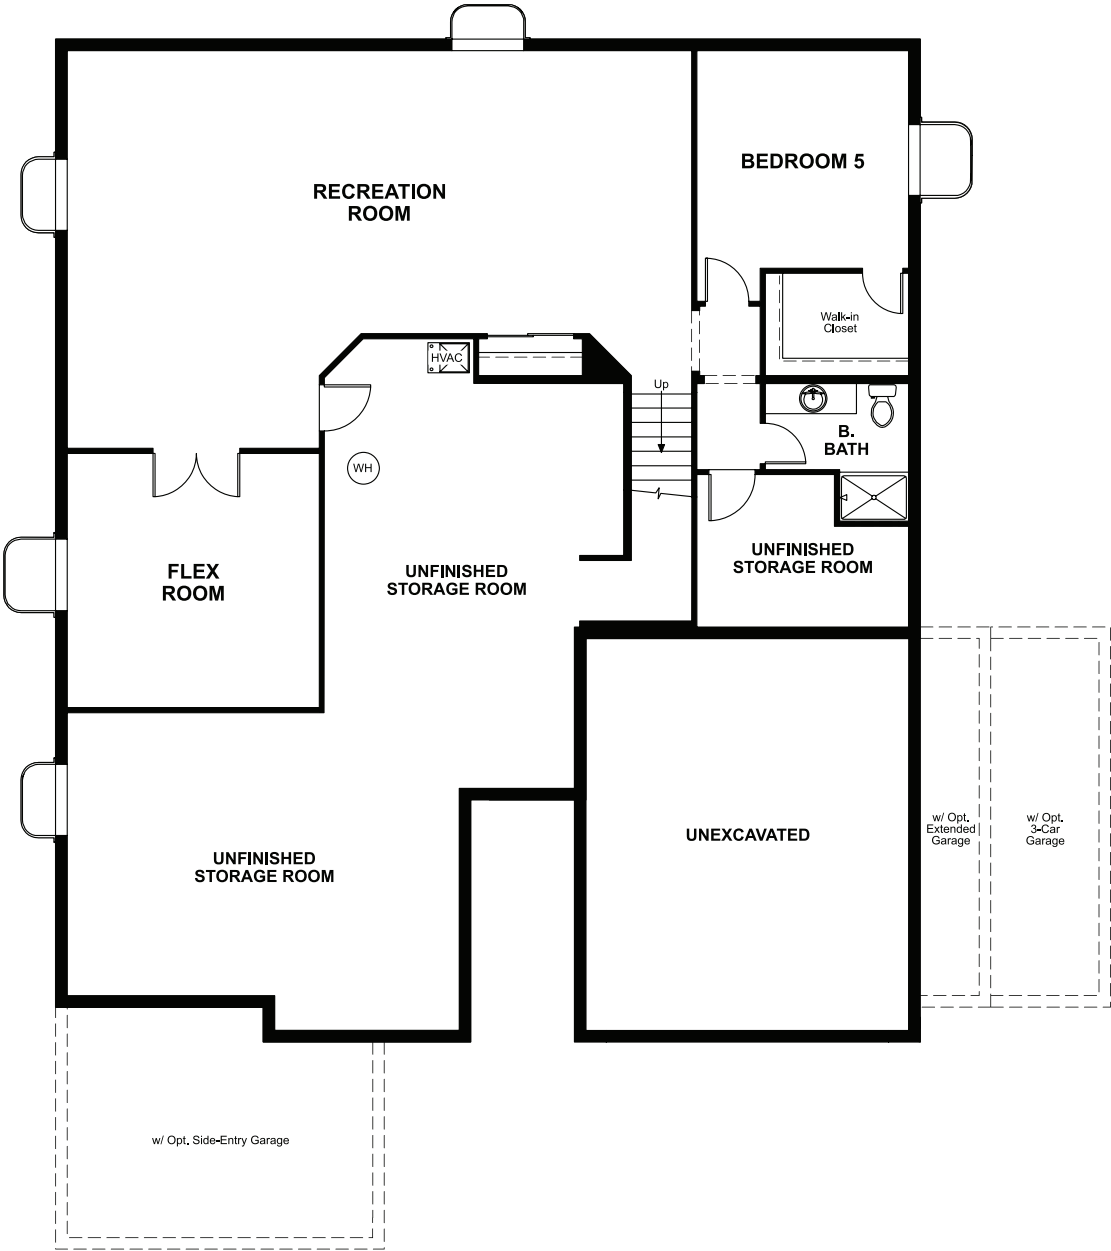 BEDROOM 5
RECREATION
ROOM
Walk-in
Closet
HVAC
Up
B.
BATH
WH
UNFINISHED
STORAGE ROOM
FLEX
ROOM
UNFINISHED
STORAGE ROOM
UNEXCAVATED
w/ Opt.
Extended
Garage
w/ Opt.
3-Car
Garage
UNFINISHED
STORAGE ROOM
w/ Opt. Side-Entry Garage